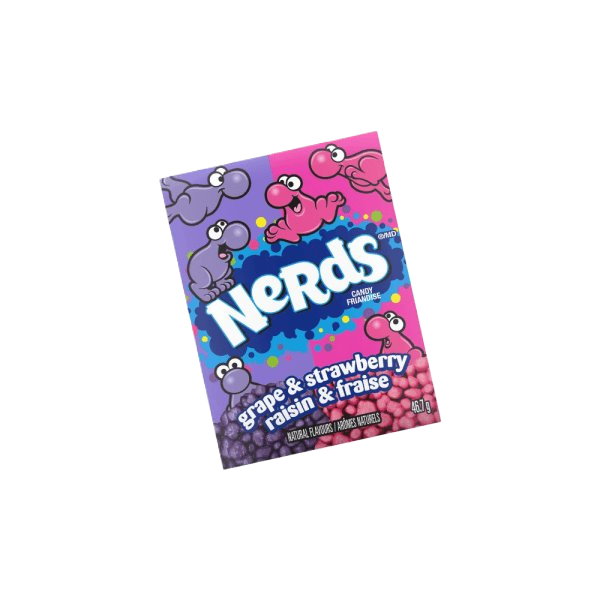 NeRds
®/MD
CANDY
FRIANDISE
grape & strawberry
raisin & fraise
NATURAL FLAVOURS / ARÔMES NATURELS
46.7 g